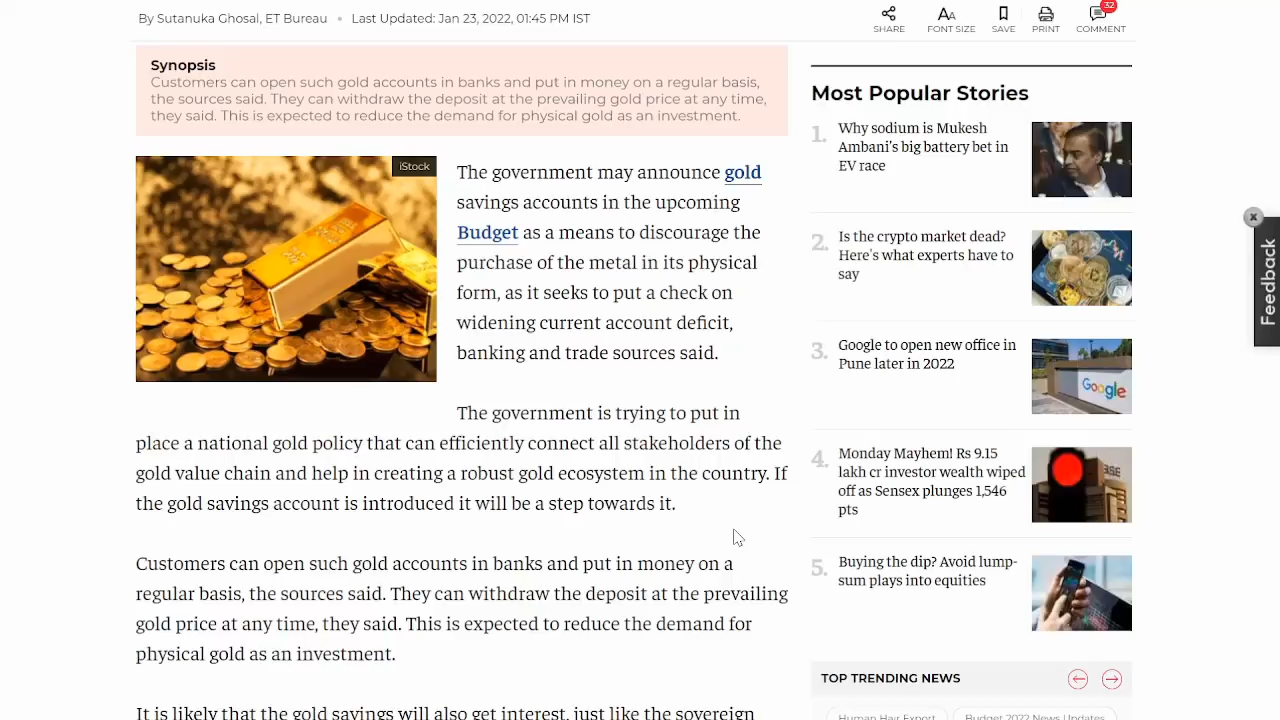 By Sutanuka Ghosal, ET Bureau • Last Updated: Jan 23, 2022, 01:45 PM IST
SHARE
FONT SIZE
SAVE
PRINT
32
COMMENT
Synopsis
Customers can open such gold accounts in banks and put in money on a regular basis,
the sources said. They can withdraw the deposit at the prevailing gold price at any time,
they said. This is expected to reduce the demand for physical gold as an investment.
iStock
The government may announce gold
savings accounts in the upcoming
Budget as a means to discourage the
purchase of the metal in its physical
form, as it seeks to put a check on
widening current account deficit,
banking and trade sources said.
The government is trying to put in
place a national gold policy that can efficiently connect all stakeholders of the
gold value chain and help in creating a robust gold ecosystem in the country. If
the gold savings account is introduced it will be a step towards it.
Customers can open such gold accounts in banks and put in money on a
regular basis, the sources said. They can withdraw the deposit at the prevailing
gold price at any time, they said. This is expected to reduce the demand for
physical gold as an investment.
It is likely that the gold savings will also get interest, just like the sovereign
Most Popular Stories
1. Why sodium is Mukesh
Ambani's big battery bet in
EV race
2. Is the crypto market dead?
Here's what experts have to
say
3. Google to open new office in
Pune later in 2022
Google
4. Monday Mayhem! Rs 9.15
lakh cr investor wealth wiped
off as Sensex plunges 1,546
pts
BSE
5. Buying the dip? Avoid lump-
sum plays into equities
TOP TRENDING NEWS
Human Hair Export
Budget 2022 News Updates
Feedback